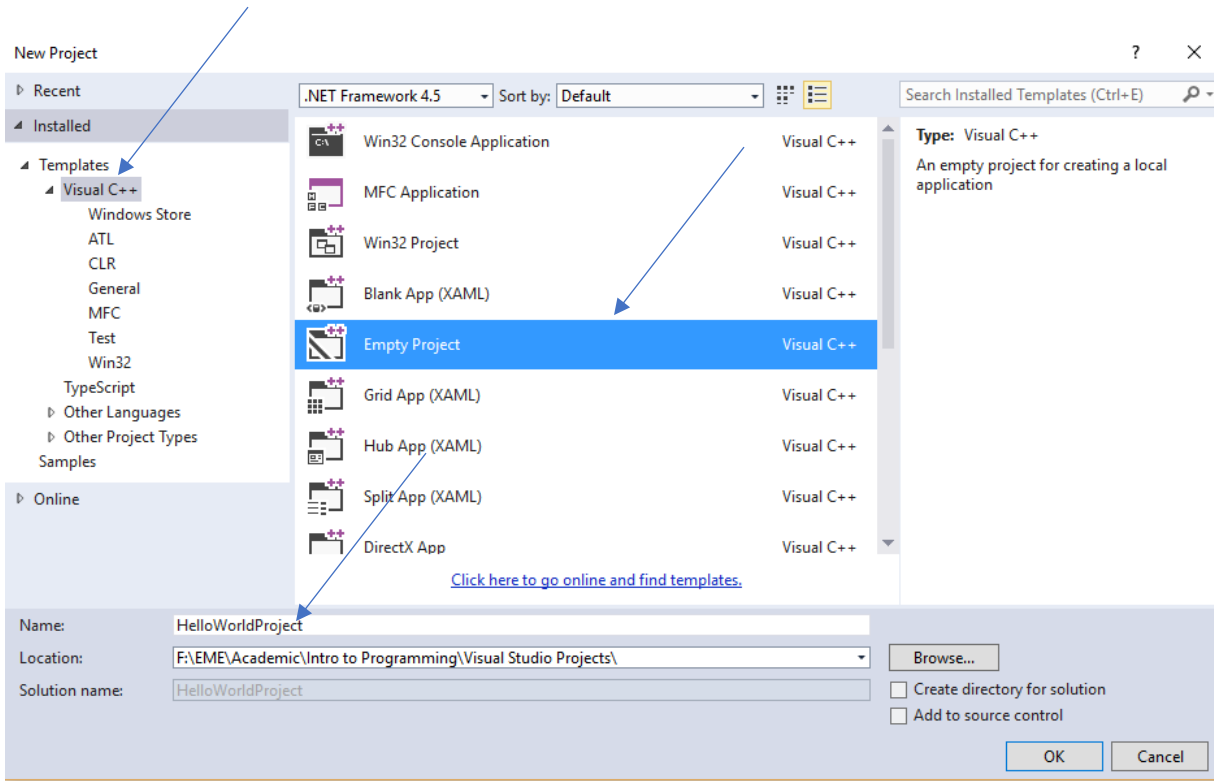 New Project
?
Recent
Installed
Templates
Visual C++
Windows Store
ATL
CLR
General
MFC
Test
Win32
TypeScript
Other Languages
Other Project Types
Samples
Online
.NET Framework 4.5 Sort by: Default
Win32 Console Application Visual C++
MFC Application Visual C++
Win32 Project Visual C++
Blank App (XAML) Visual C++
Empty Project Visual C++
Grid App (XAML) Visual C++
Hub App (XAML) Visual C++
Split App (XAML) Visual C++
DirectX App Visual C++
Click here to go online and find templates.
Search Installed Templates (Ctrl+E)
Type: Visual C++
An empty project for creating a local
application
Name: HelloWorldProject
Location: F:\EME\Academic\Intro to Programming\Visual Studio Projects\ Browse...
Solution name: HelloWorldProject
Create directory for solution
Add to source control
OK Cancel